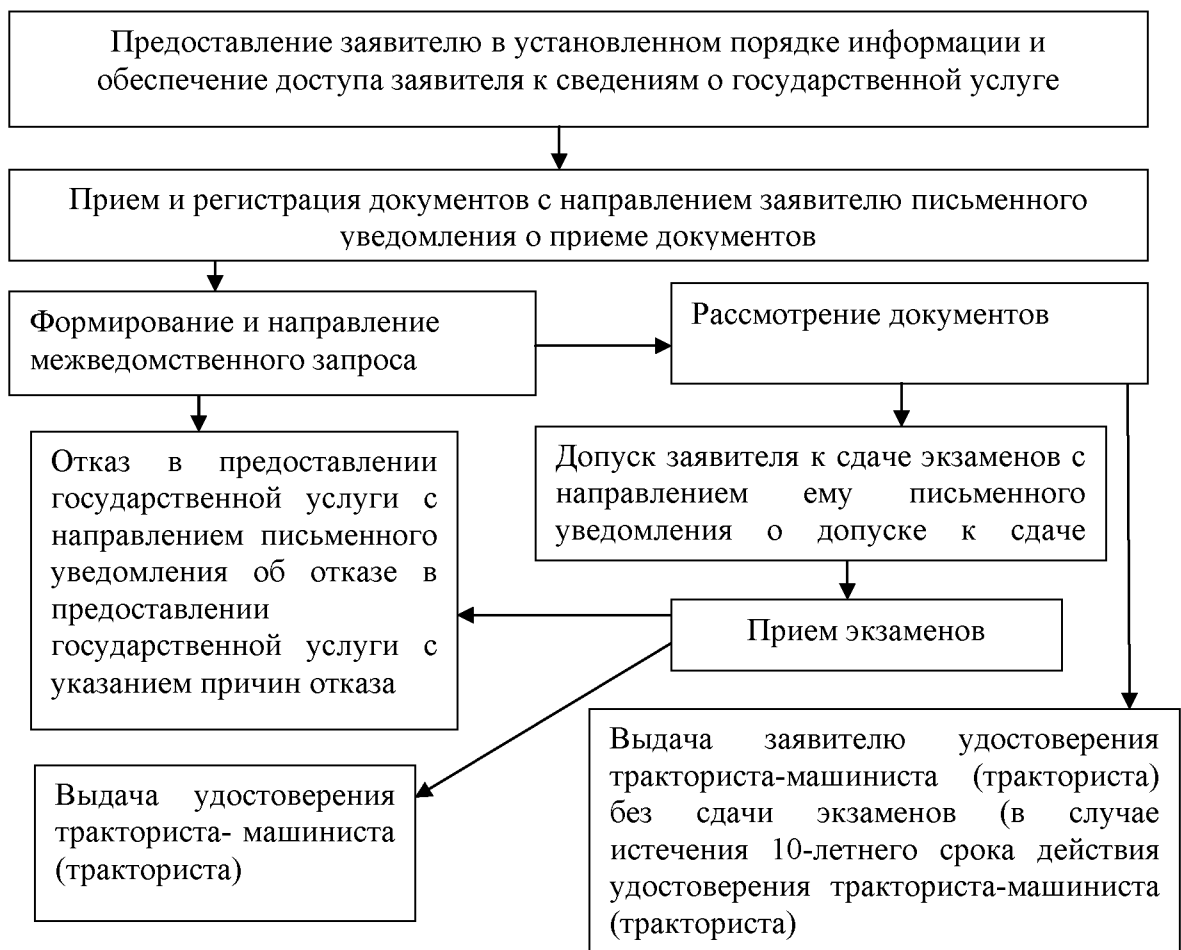 Предоставление заявителю в установленном порядке информации и
обеспечение доступа заявителя к сведениям о государственной услуге
Прием и регистрация документов с направлением заявителю письменного
уведомления о приеме документов
Формирование и направление
межведомственного запроса
Рассмотрение документов
Отказ в предоставлении
государственной услуги с
направлением письменного
уведомления об отказе в
предоставлении
государственной услуги с
указанием причин отказа
Допуск заявителя к сдаче экзаменов с
направлением ему письменного
уведомления о допуске к сдаче
Прием экзаменов
Выдача удостоверения
тракториста- машиниста
(тракториста)
Выдача заявителю удостоверения
тракториста-машиниста (тракториста)
без сдачи экзаменов (в случае
истечения 10-летнего срока действия
удостоверения тракториста-машиниста
(тракториста)